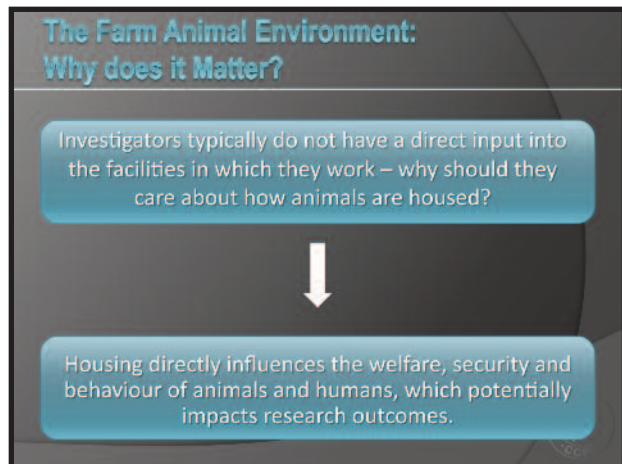 The Farm Animal Environment:
Why does it Matter?
Investigators typically do not have a direct input into
the facilities in which they work – why should they
care about how animals are housed?
Housing directly influences the welfare, security and
behaviour of animals and humans, which potentially
impacts research outcomes.